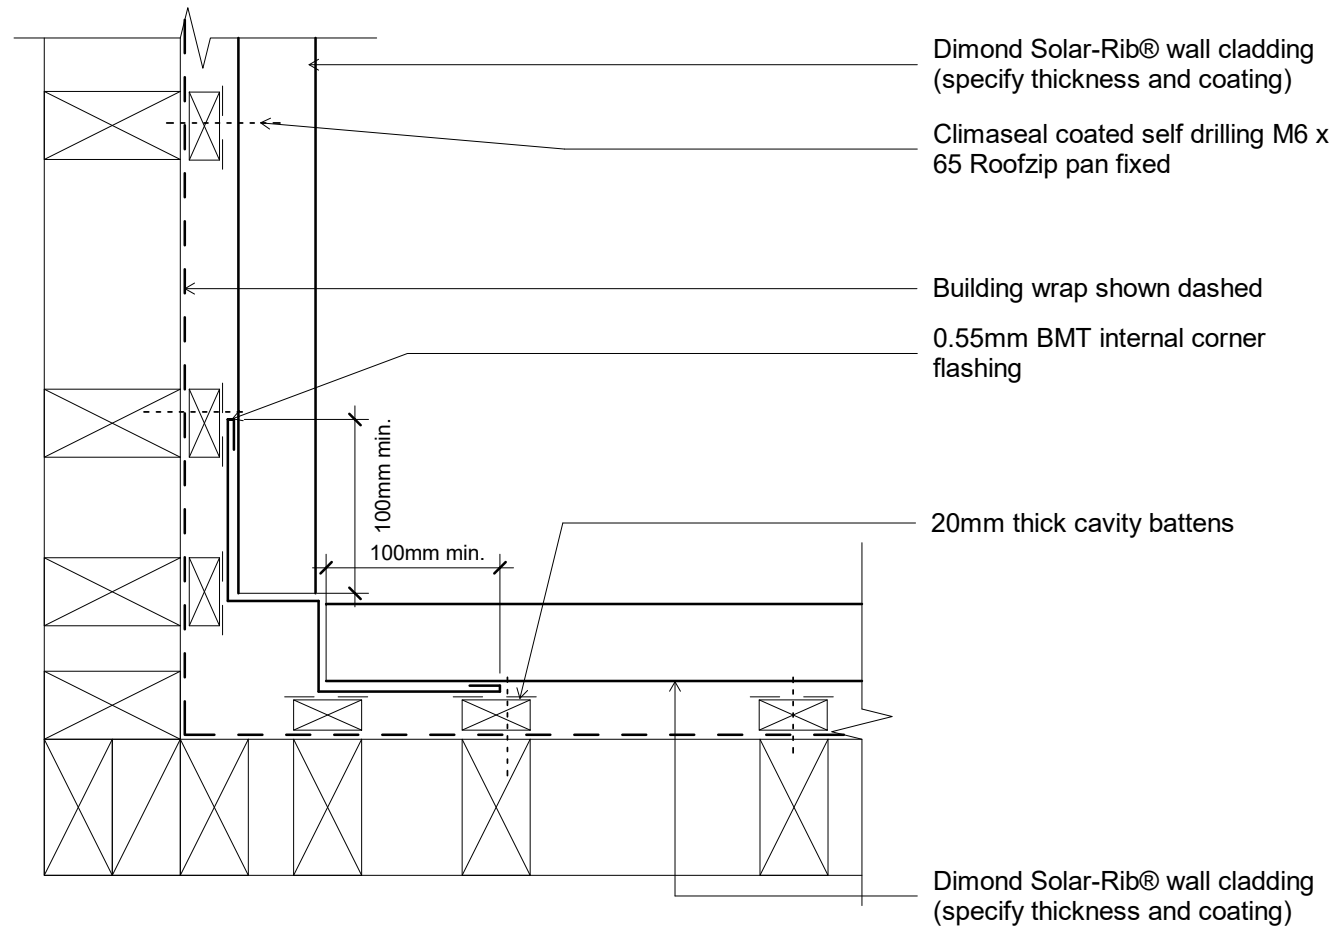 Dimond Solar-Rib® wall cladding
(specify thickness and coating)
Climaseal coated self drilling M6 x
65 Roofzip pan fixed
Building wrap shown dashed
0.55mm BMT internal corner
flashing
100mm min.
100mm min.
20mm thick cavity battens
Dimond Solar-Rib® wall cladding
(specify thickness and coating)